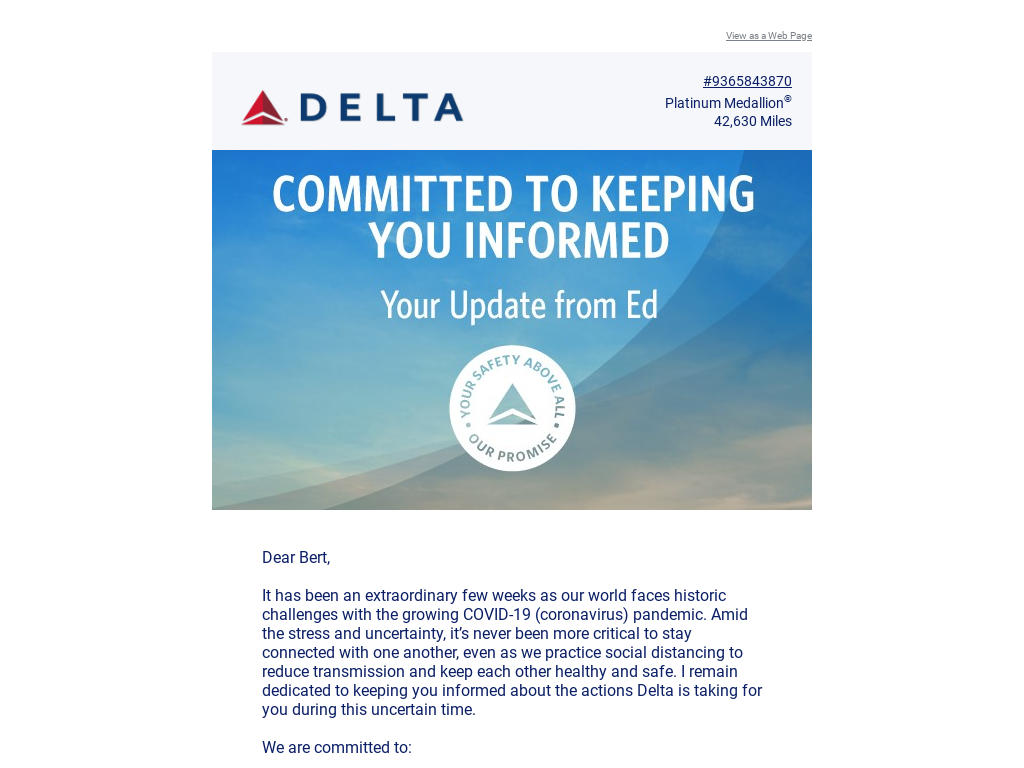 View as a Web Page
DELTA
#9365843870
Platinum Medallion®
42,630 Miles
COMMITTED TO KEEPING
YOU INFORMED
Your Update from Ed
YOUR SAFETY ABOVE ALL
• OUR PROMISE •
Dear Bert,
It has been an extraordinary few weeks as our world faces historic
challenges with the growing COVID-19 (coronavirus) pandemic. Amid
the stress and uncertainty, it’s never been more critical to stay
connected with one another, even as we practice social distancing to
reduce transmission and keep each other healthy and safe. I remain
dedicated to keeping you informed about the actions Delta is taking for
you during this uncertain time.
We are committed to: